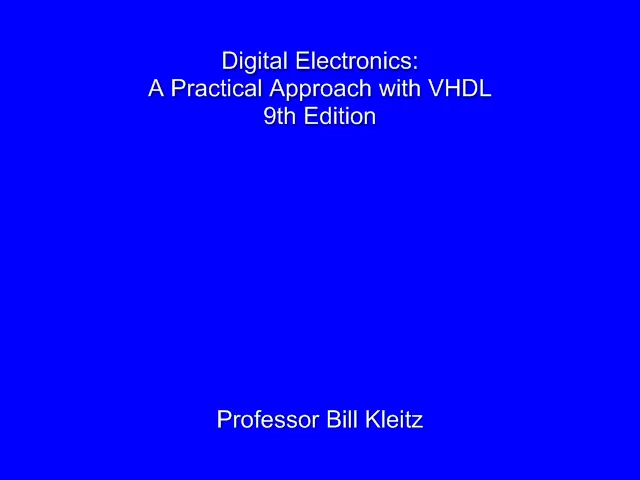 Digital Electronics:
A Practical Approach with VHDL
9th Edition
Professor Bill Kleitz